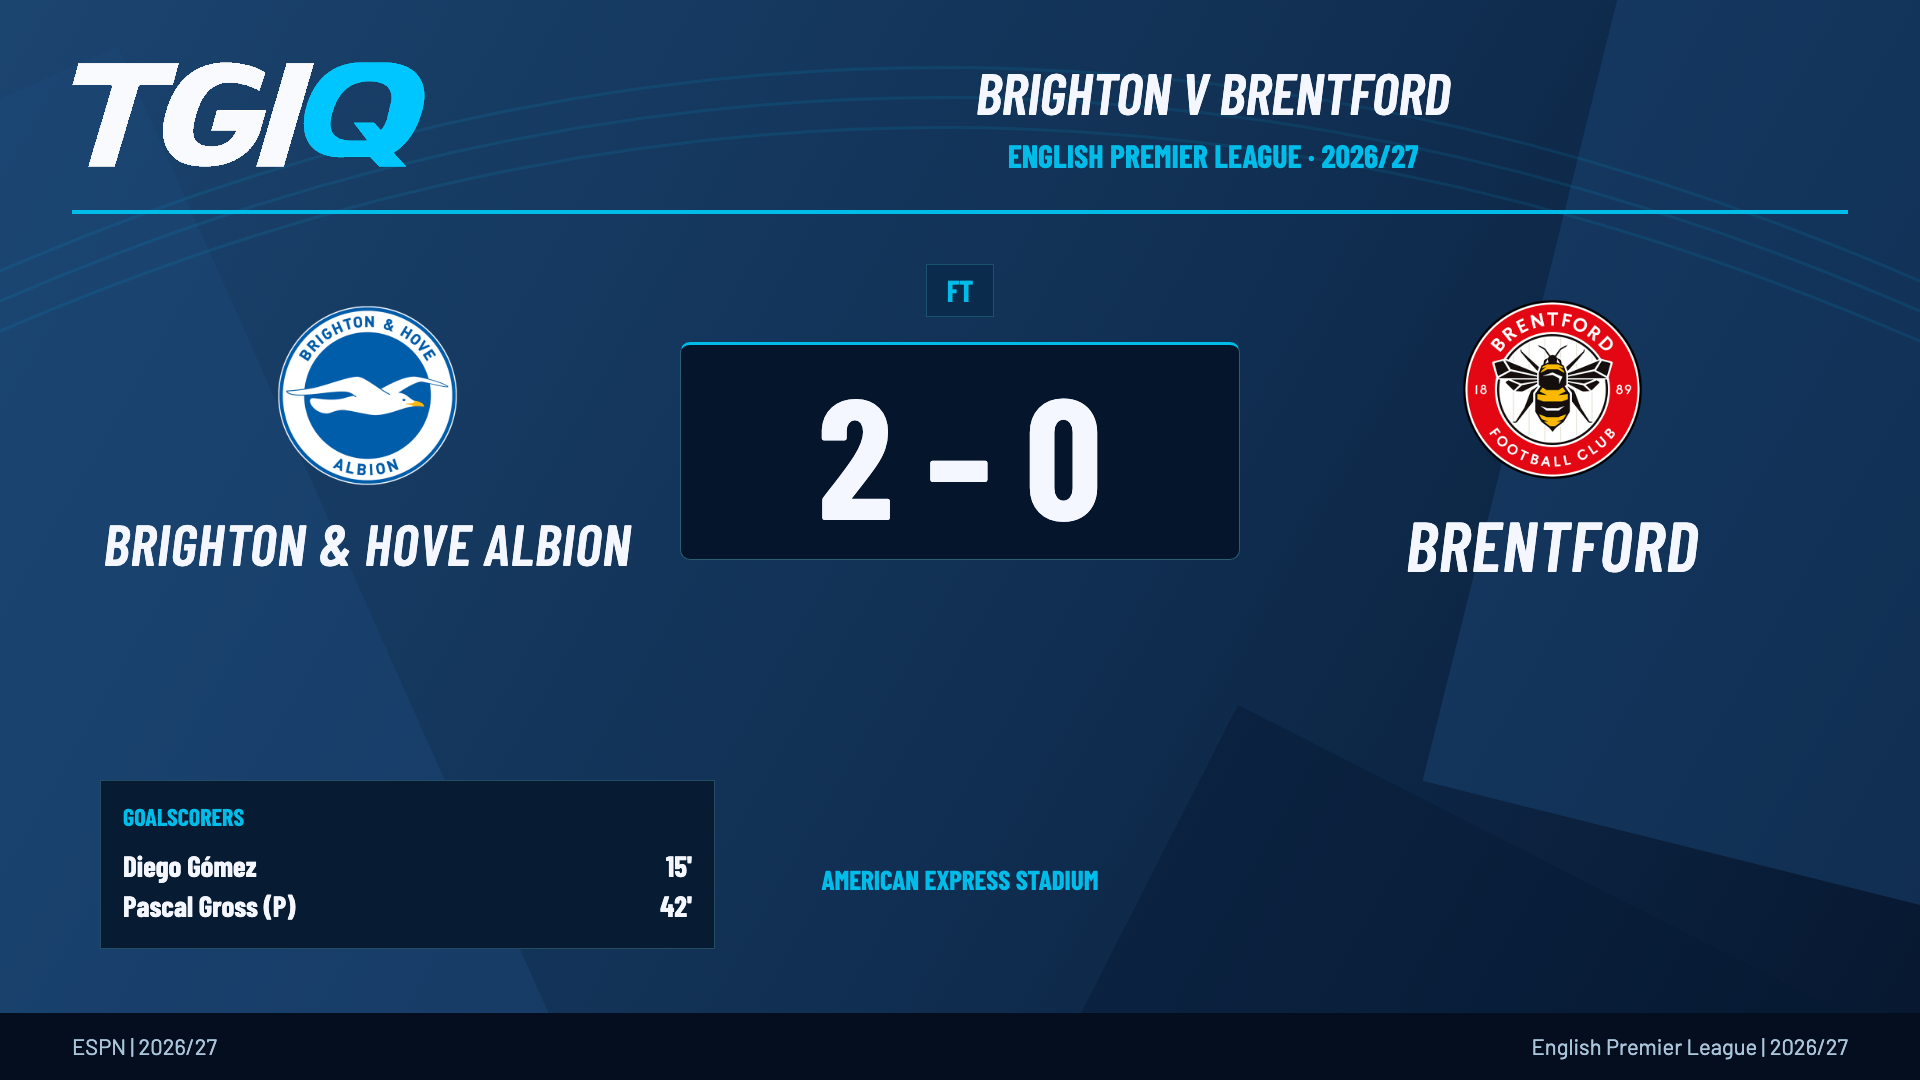 TGIQ
BRIGHTON V BRENTFORD
ENGLISH PREMIER LEAGUE · 2026/27
FT
BRIGHTON & HOVE
ALBION
BRIGHTON & HOVE ALBION
2 - 0
BRENTFORD
18 89
FOOTBALL CLUB
BRENTFORD
GOALSCORERS
Diego Gómez 15'
Pascal Gross (P) 42'
AMERICAN EXPRESS STADIUM
ESPN | 2026/27
English Premier League | 2026/27